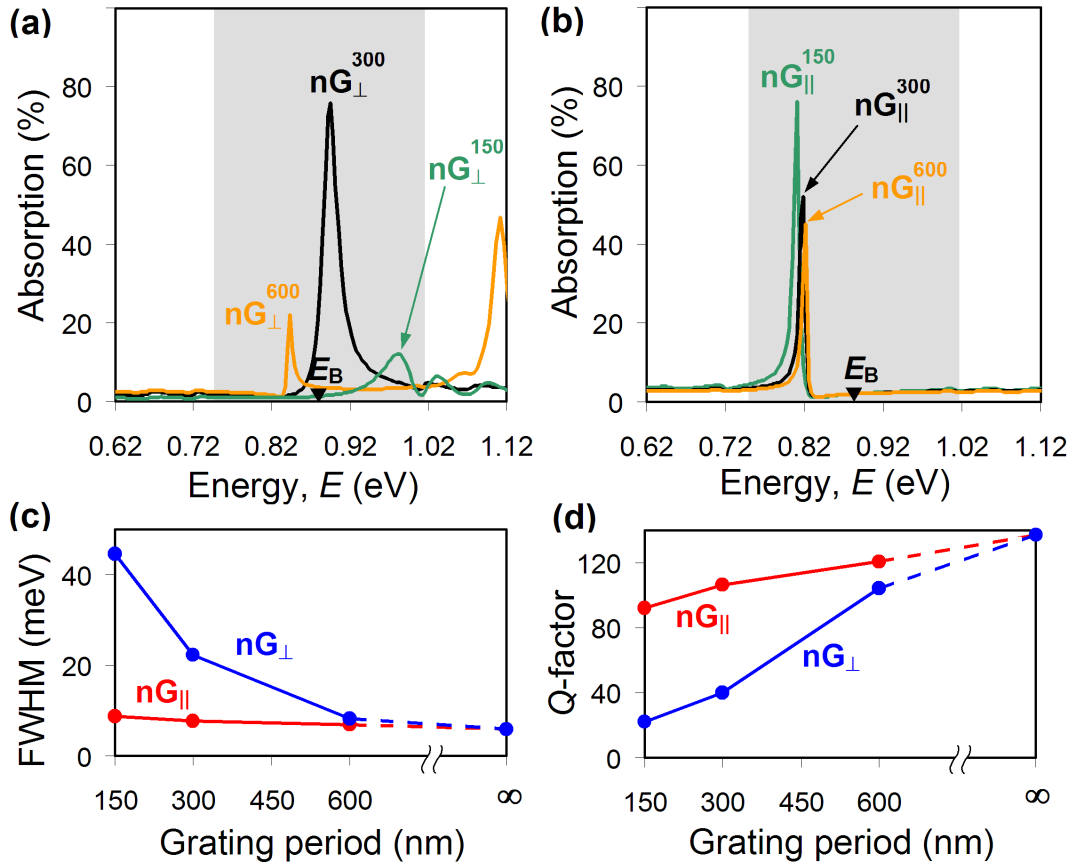 (a)
Absorption (%)
80
60
40
20
0
nG⊥300
nG⊥150
nG⊥600
EB
0.62 0.72 0.82 0.92 1.02 1.12
Energy, E (eV)
(b)
Absorption (%)
80
60
40
20
0
nG||150
nG||300
nG||600
EB
0.62 0.72 0.82 0.92 1.02 1.12
Energy, E (eV)
(c)
FWHM (meV)
40
20
0
nG⊥
nG||
150 300 450 600 ∞
Grating period (nm)
(d)
Q-factor
120
80
40
0
nG||
nG⊥
150 300 450 600 ∞
Grating period (nm)